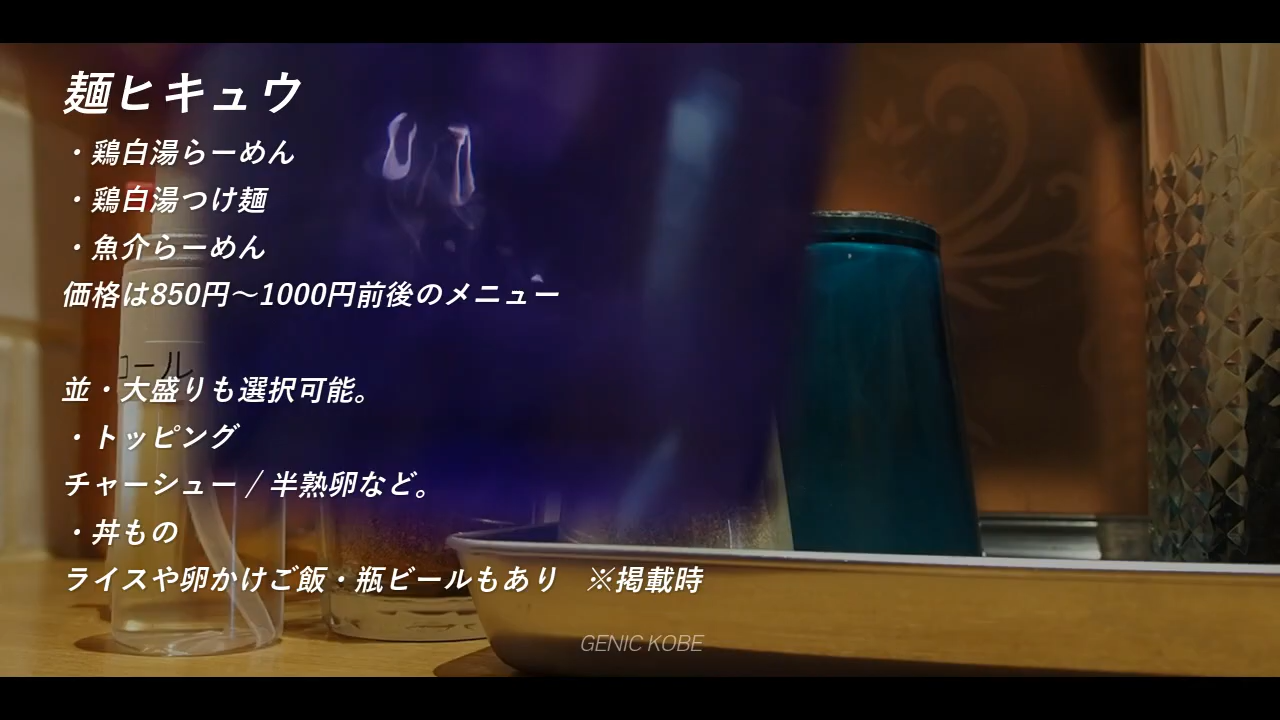 麺ヒキュウ
・鶏白湯らーめん
・鶏白湯つけ麺
・魚介らーめん
価格は850円～1000円前後のメニュー
コール
並・大盛りも選択可能。
・トッピング
チャーシュー / 半熟卵など。
・丼もの
ライスや卵かけご飯・瓶ビールもあり　※掲載時
GENIC KOBE